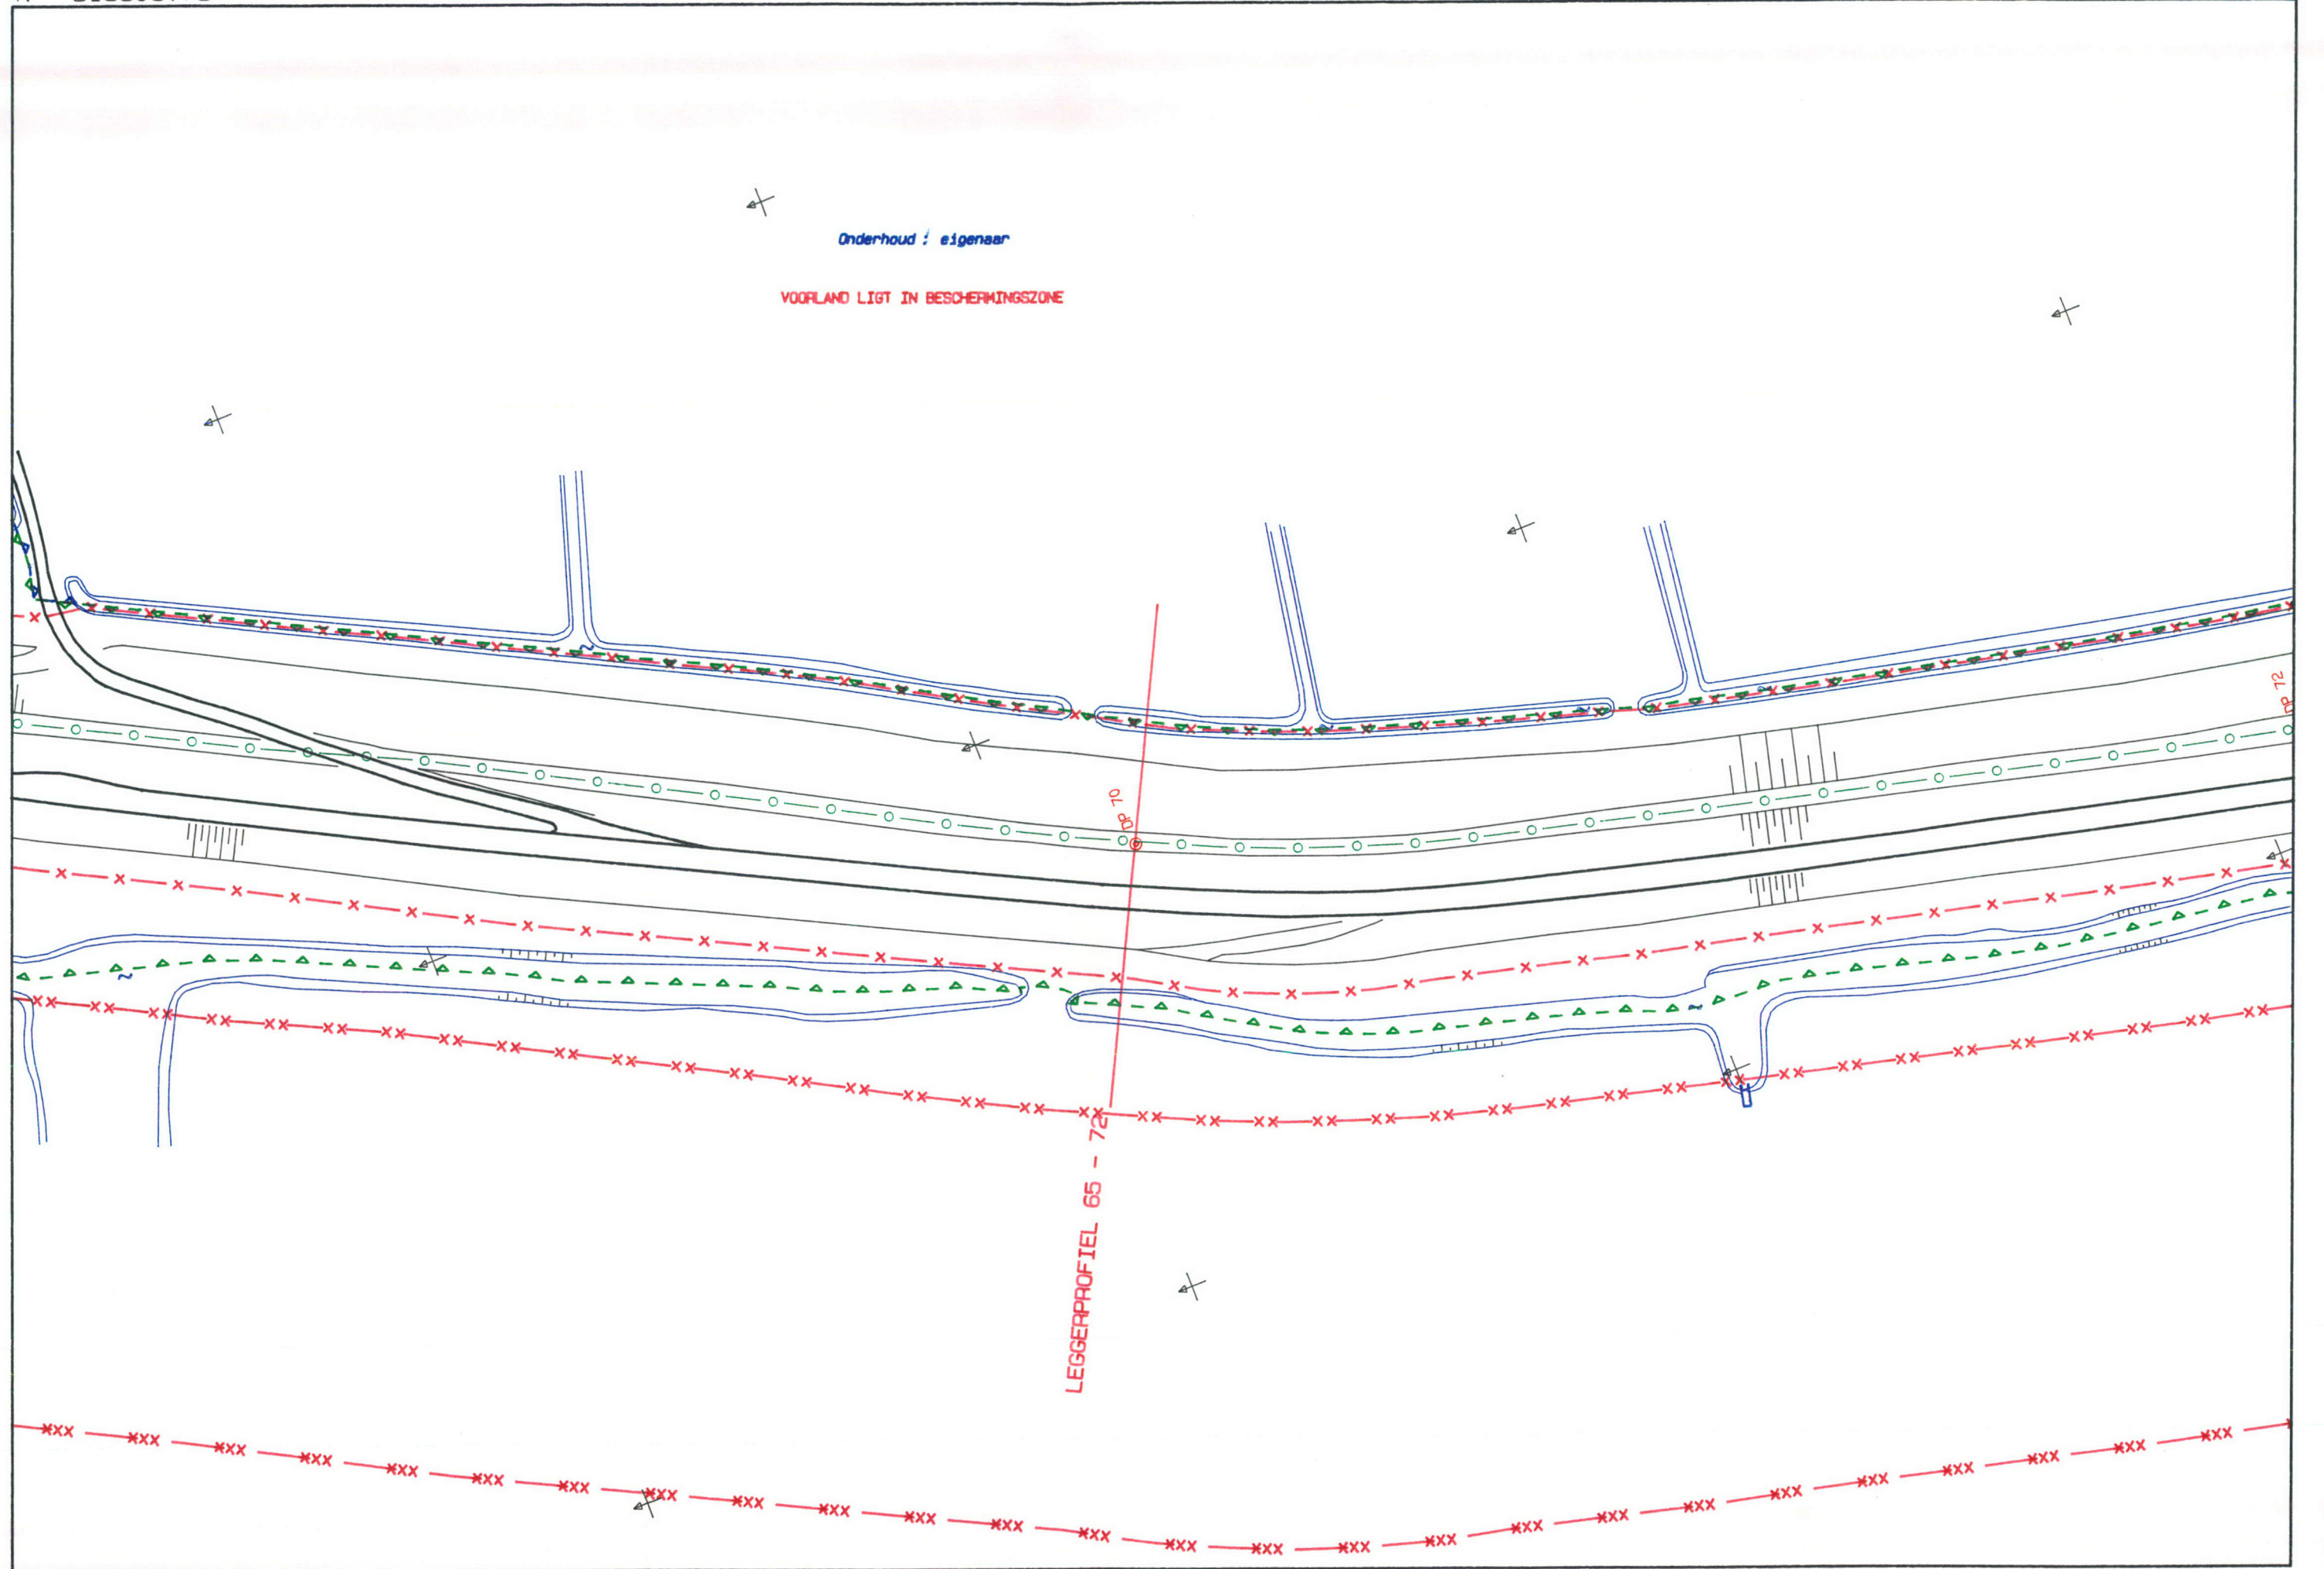 Onderhoud : eigenaar
VOORLAND LIGT IN BESCHERMINGSZONE
DP 72
DP 70
LEGGERPROFIEL 65 - 72